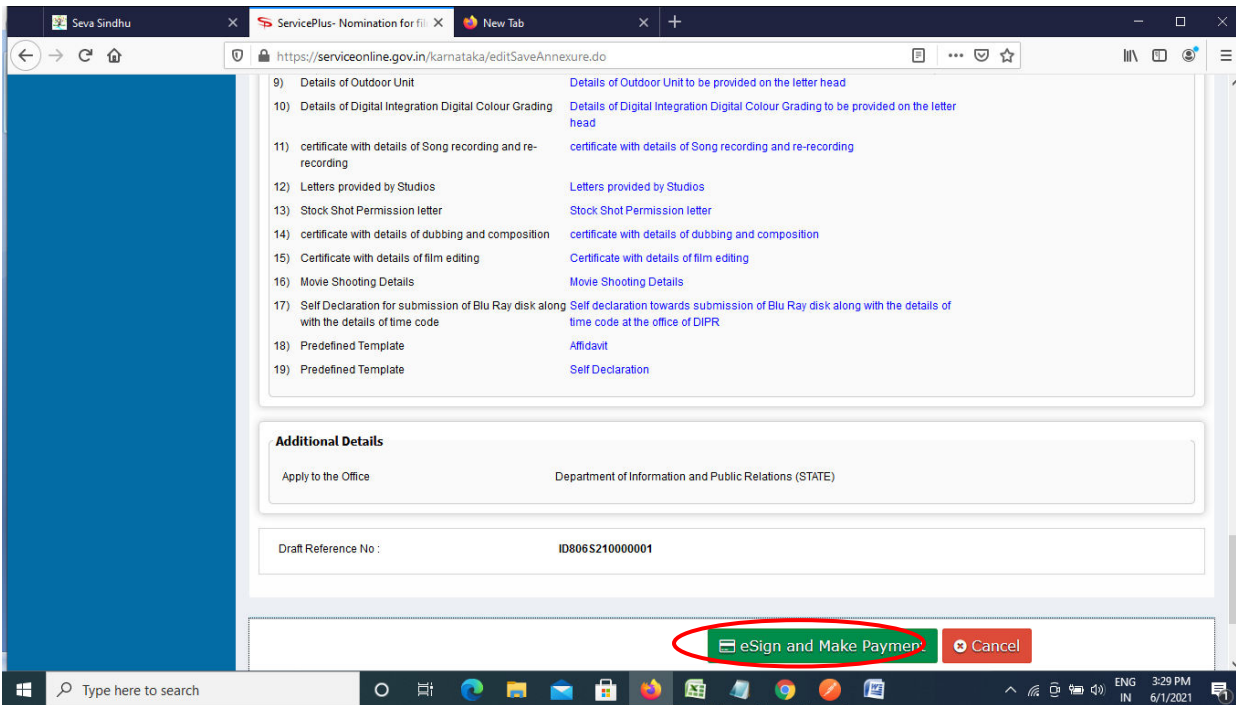 Seva Sindhu
ServicePlus- Nomination for fil
New Tab
https://serviceonline.gov.in/karnataka/editSaveAnnexure.do
9) Details of Outdoor Unit Details of Outdoor Unit to be provided on the letter head
10) Details of Digital Integration Digital Colour Grading Details of Digital Integration Digital Colour Grading to be provided on the letter
head
11) certificate with details of Song recording and re- certificate with details of Song recording and re-recording
recording
12) Letters provided by Studios Letters provided by Studios
13) Stock Shot Permission letter Stock Shot Permission letter
14) certificate with details of dubbing and composition certificate with details of dubbing and composition
15) Certificate with details of film editing Certificate with details of film editing
16) Movie Shooting Details Movie Shooting Details
17) Self Declaration for submission of Blu Ray disk along Self declaration towards submission of Blu Ray disk along with the details of
with the details of time code time code at the office of DIPR
18) Predefined Template Affidavit
19) Predefined Template Self Declaration
Additional Details
Apply to the Office Department of Information and Public Relations (STATE)
Draft Reference No : ID806S210000001
eSign and Make Payment Cancel
Type here to search
ENG 3:29 PM
IN 6/1/2021